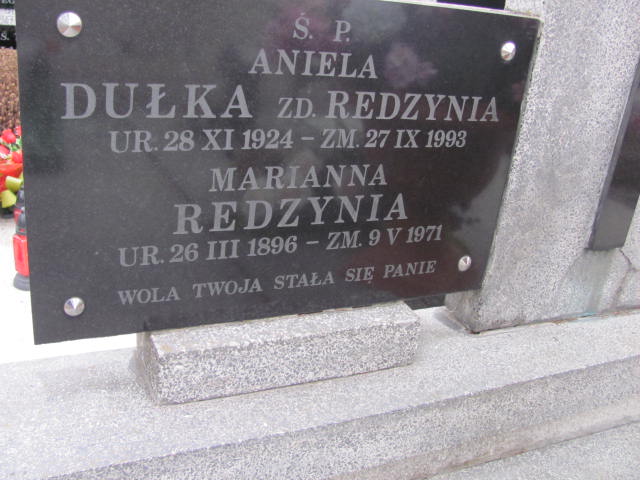 Ś. P.
ANIELA
DUŁKA ZD. REDZYNIA
UR. 28 XI 1924 – ZM. 27 IX 1993
MARIANNA
REDZYNIA
UR. 26 III 1896 – ZM. 9 V 1971
WOLA TWOJA STAŁA SIĘ PANIE